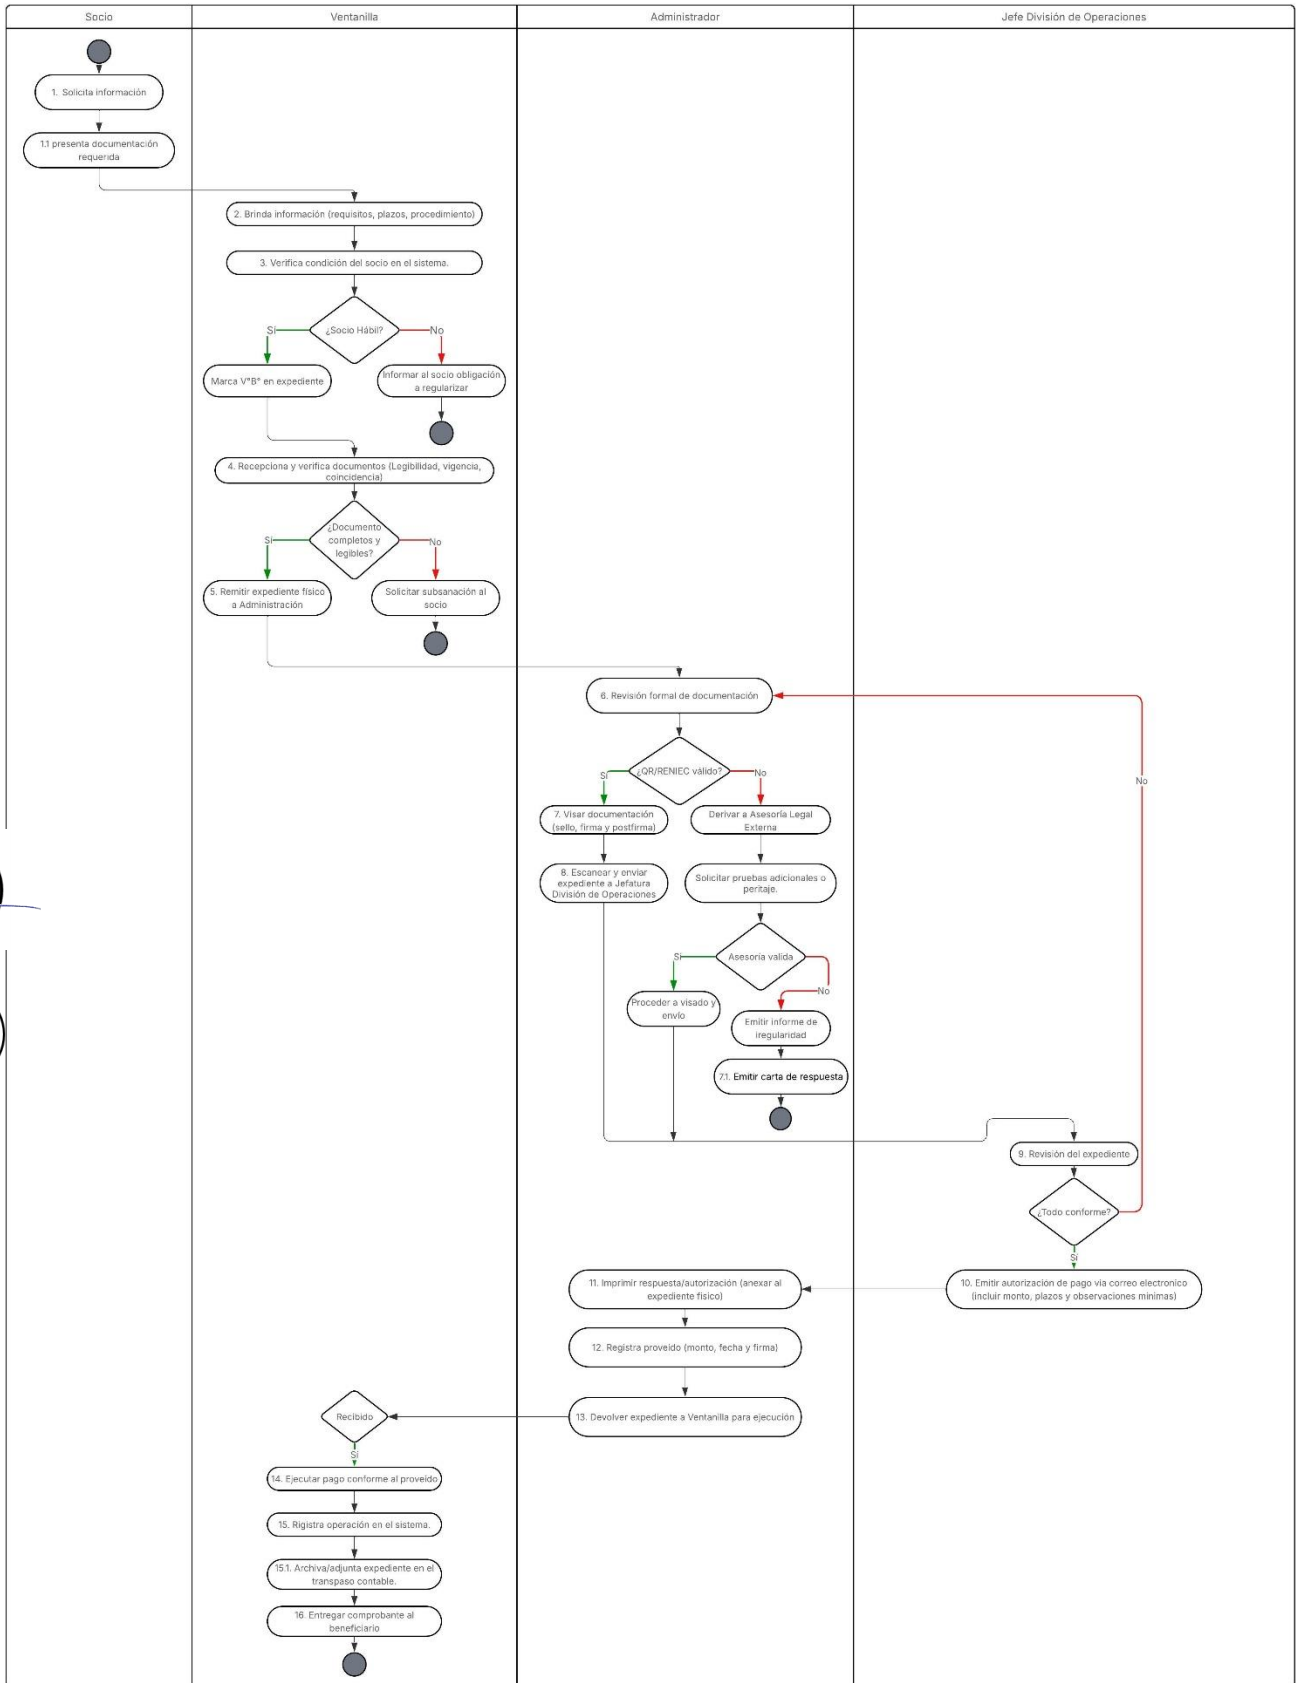 Socio
Ventanilla
Administrador
Jefe División de Operaciones
1. Solicita información
1.1 presenta documentación
requerida
2. Brinda información (requisitos, plazos, procedimiento)
3. Verifica condición del socio en el sistema.
¿Socio Hábil?
Sí
No
Marca V°B° en expediente
Informar al socio obligación
a regularizar
4. Recepciona y verifica documentos (Legibilidad, vigencia,
coincidencia)
¿Documento
completos y
legibles?
Sí
No
5. Remitir expediente físico
a Administración
Solicitar subsanación al
socio
6. Revisión formal de documentación
¿QR/RENIEC válido?
Sí
No
No
7. Visar documentación
(sello, firma y postfirma)
Derivar a Asesoría Legal
Externa
8. Escanear y enviar
expediente a Jefatura
División de Operaciones
Solicitar pruebas adicionales o
peritaje.
Asesoria valida
Sí
No
Proceder a visado y
envío
Emitir informe de
iregularidad
7.1. Emitir carta de respuesta
9. Revisión del expediente
¿Todo conforme?
Sí
10. Emitir autorización de pago via correo electronico
(incluir monto, plazos y observaciones minimas)
11. Imprimir respuesta/autorización (anexar al
expediente fisico)
12. Registra proveido (monto, fecha y firma)
13. Devolver expediente a Ventanilla para ejecución
Recibido
Sí
14. Ejecutar pago conforme al proveído
15. Rigistra operación en el sistema.
15.1. Archiva/adjunta expediente en el
transpaso contable.
16. Entregar comprobante al
beneficiario